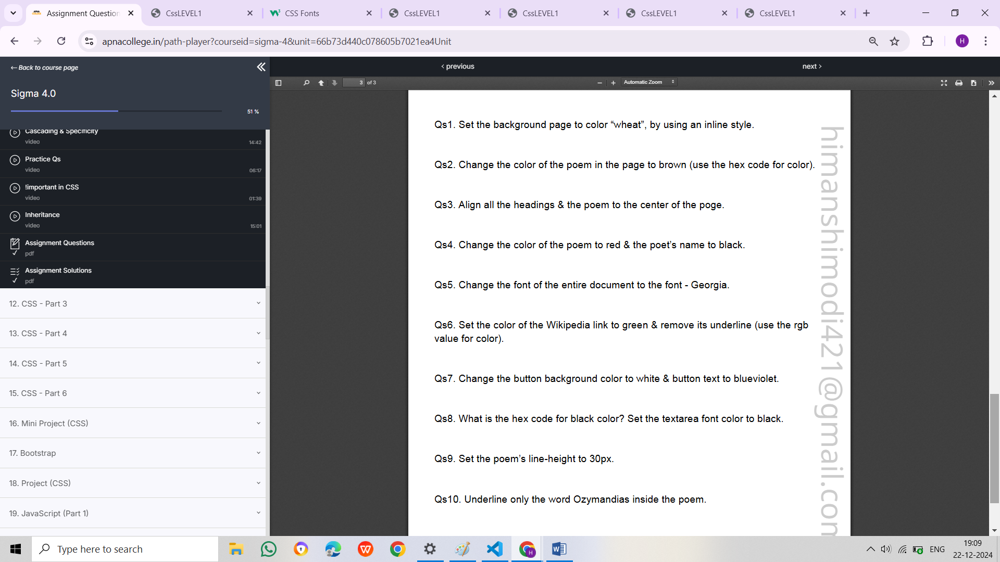 Assignment Question
CssLEVEL1
CSS Fonts
CssLEVEL1
CssLEVEL1
CssLEVEL1
CssLEVEL1
apnacollege.in/path-player?courseid=sigma-4&unit=66b73d440c078605b7021ea4Unit
H
←Back to course page
Sigma 4.0
51 %
Cascading & Specificity
video
14:42
Practice Qs
video
06:17
!important in CSS
video
01:39
Inheritance
video
15:01
Assignment Questions
pdf
Assignment Solutions
pdf
12. CSS - Part 3
13. CSS - Part 4
14. CSS - Part 5
15. CSS - Part 6
16. Mini Project (CSS)
17. Bootstrap
18. Project (CSS)
19. JavaScript (Part 1)
< previous
next >
3 of 3
Automatic Zoom
Qs1. Set the background page to color “wheat”, by using an inline style.
Qs2. Change the color of the poem in the page to brown (use the hex code for color).
Qs3. Align all the headings & the poem to the center of the poge.
Qs4. Change the color of the poem to red & the poet’s name to black.
Qs5. Change the font of the entire document to the font - Georgia.
Qs6. Set the color of the Wikipedia link to green & remove its underline (use the rgb
value for color).
Qs7. Change the button background color to white & button text to blueviolet.
Qs8. What is the hex code for black color? Set the textarea font color to black.
Qs9. Set the poem’s line-height to 30px.
Qs10. Underline only the word Ozymandias inside the poem.
himanshimodi421@gmail.com
Type here to search
ENG
19:09
22-12-2024